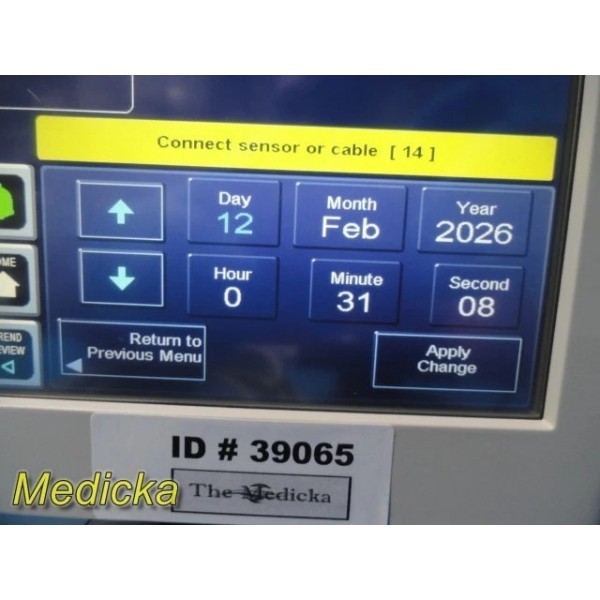 Connect sensor or cable [ 14 ]
Day
12
Month
Feb
Year
2026
Hour
0
Minute
31
Second
08
Return to
Previous Menu
Apply
Change
ID # 39065
The Medicka
Medicka